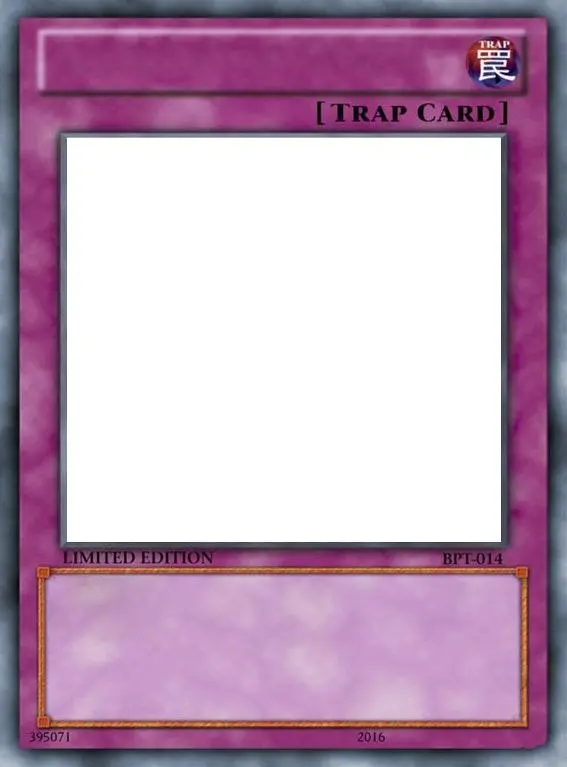 TRAP
罠
[TRAP CARD]
LIMITED EDITION
BPT-014
395071
2016